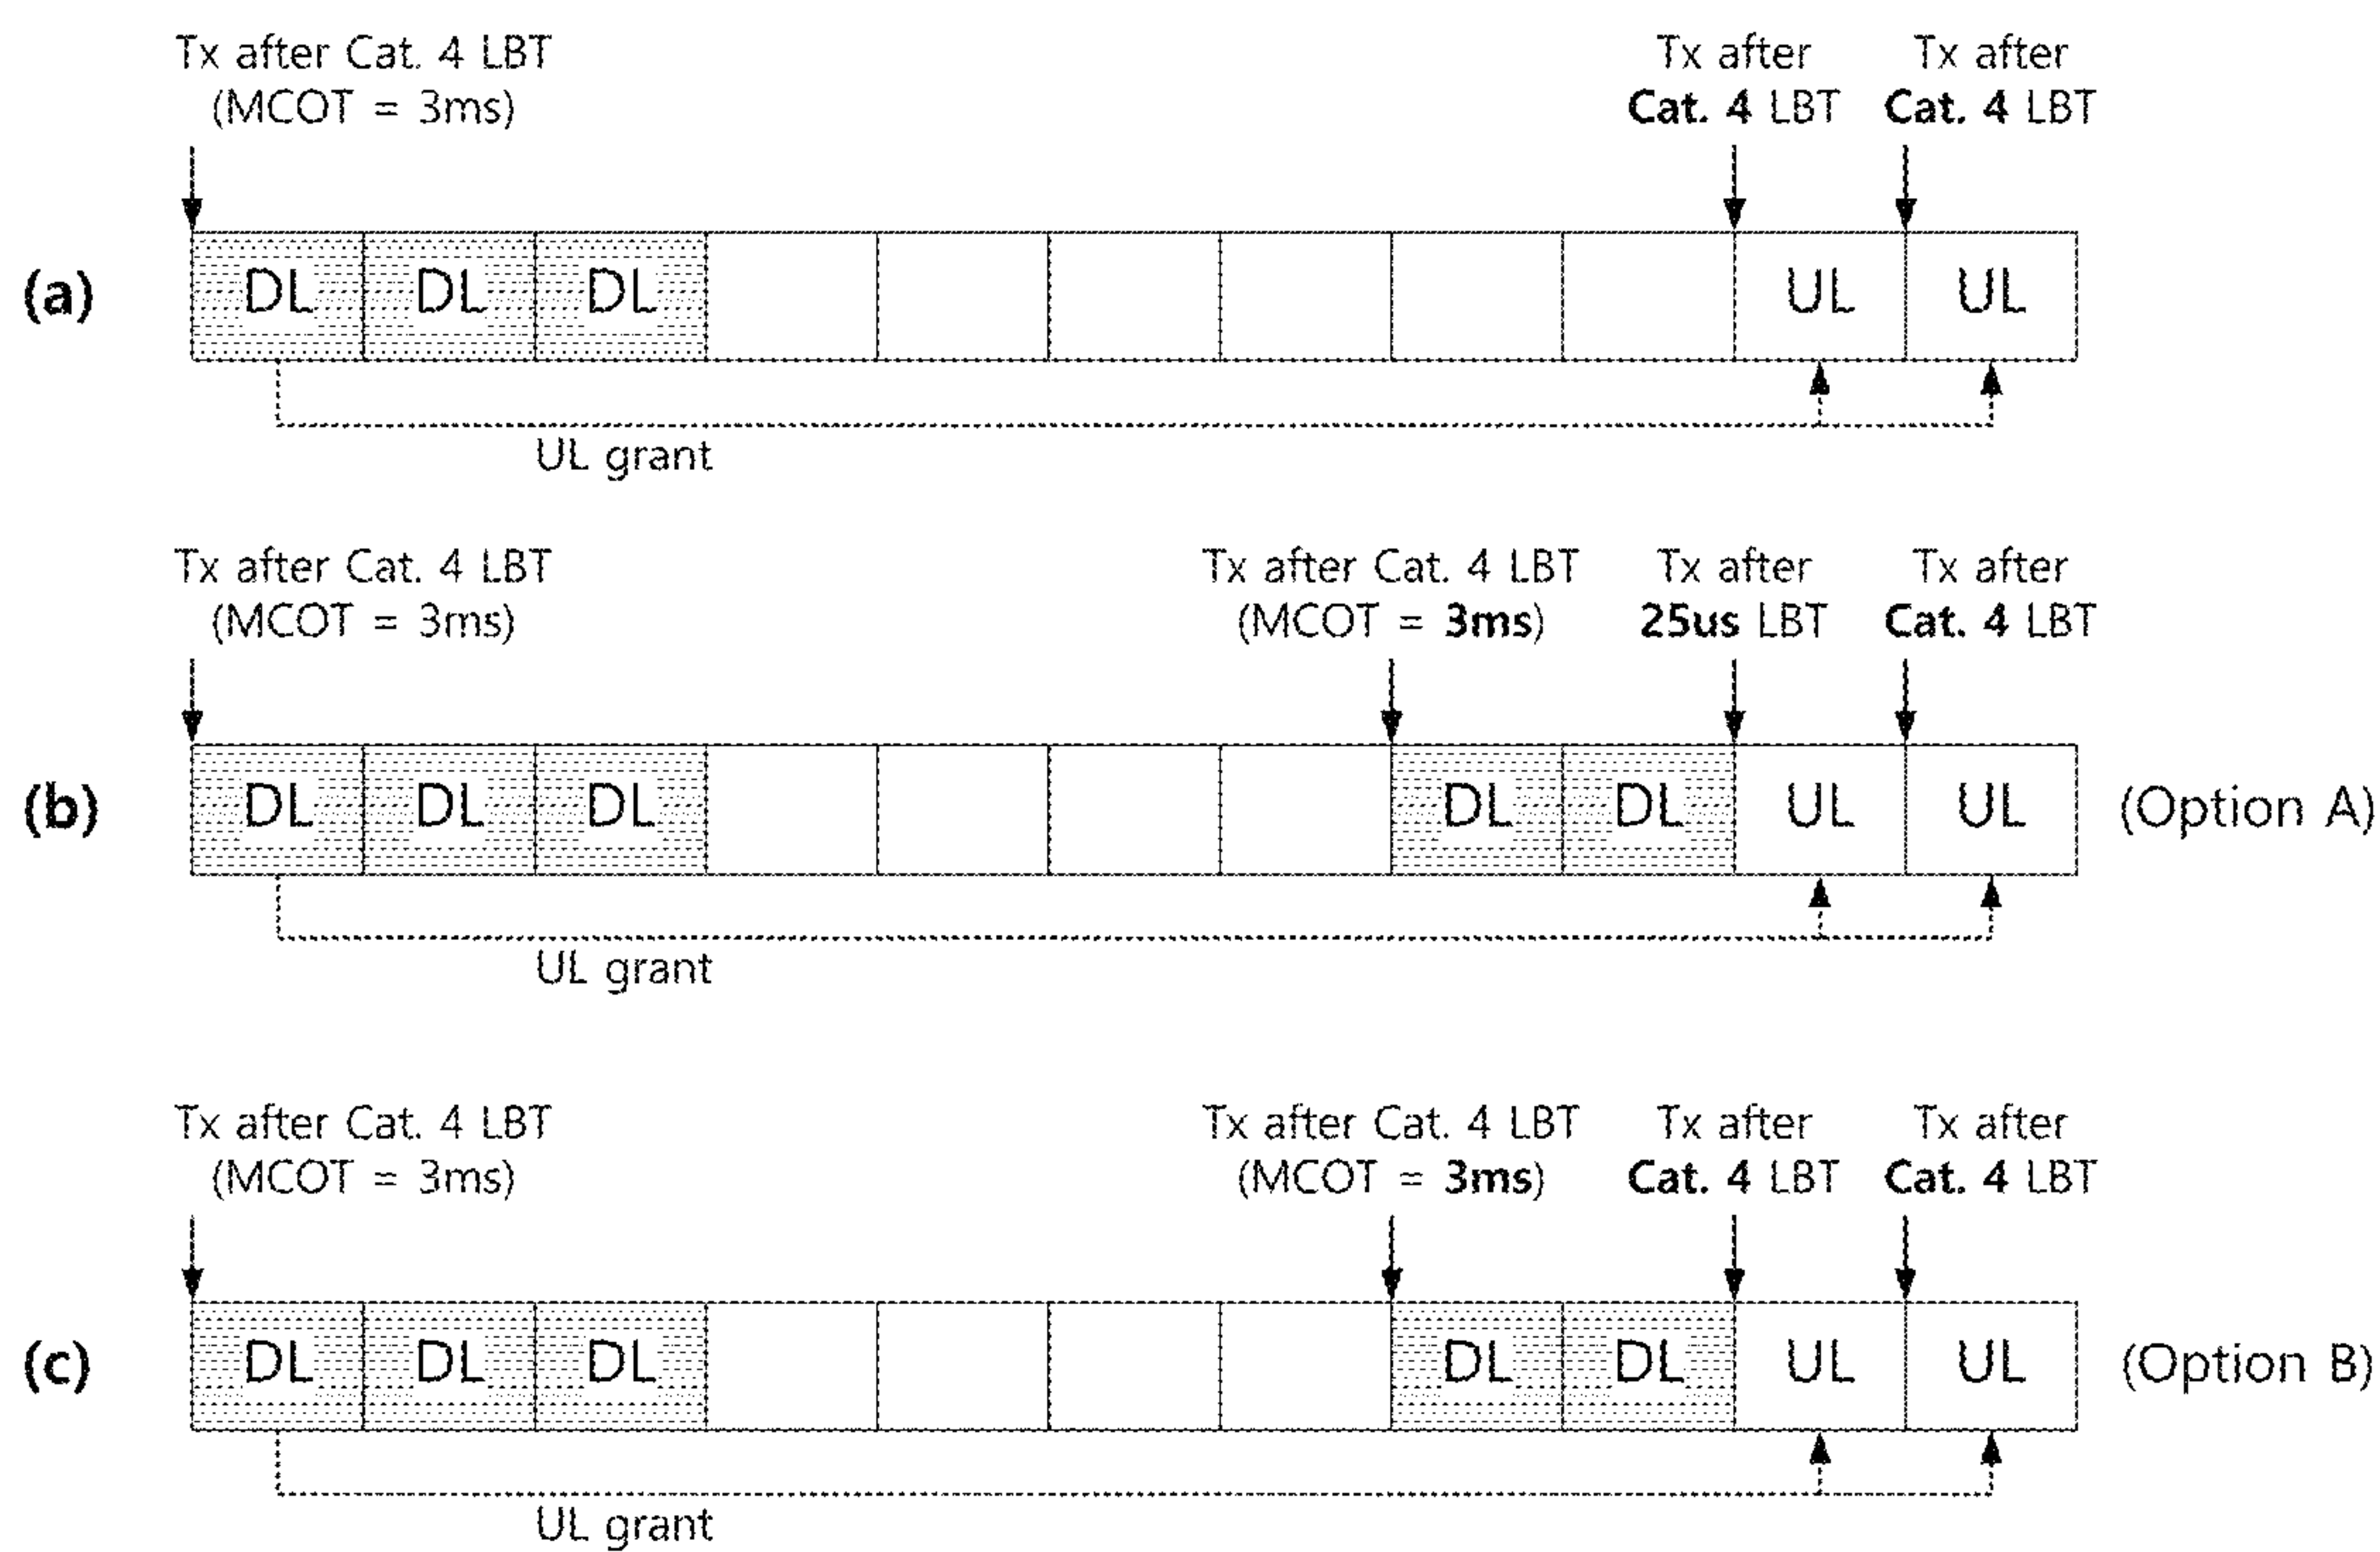 Tx after Cat. 4 LBT
(MCOT = 3ms)
Tx after
Cat. 4 LBT
Tx after
Cat. 4 LBT
(a)
DL
DL
DL
UL
UL
UL grant
Tx after Cat. 4 LBT
(MCOT = 3ms)
Tx after Cat. 4 LBT
(MCOT = 3ms)
Tx after
25us LBT
Tx after
Cat. 4 LBT
(b)
DL
DL
DL
DL
DL
UL
UL
(Option A)
UL grant
Tx after Cat. 4 LBT
(MCOT = 3ms)
Tx after Cat. 4 LBT
(MCOT = 3ms)
Tx after
Cat. 4 LBT
Tx after
Cat. 4 LBT
(c)
DL
DL
DL
DL
DL
UL
UL
(Option B)
UL grant